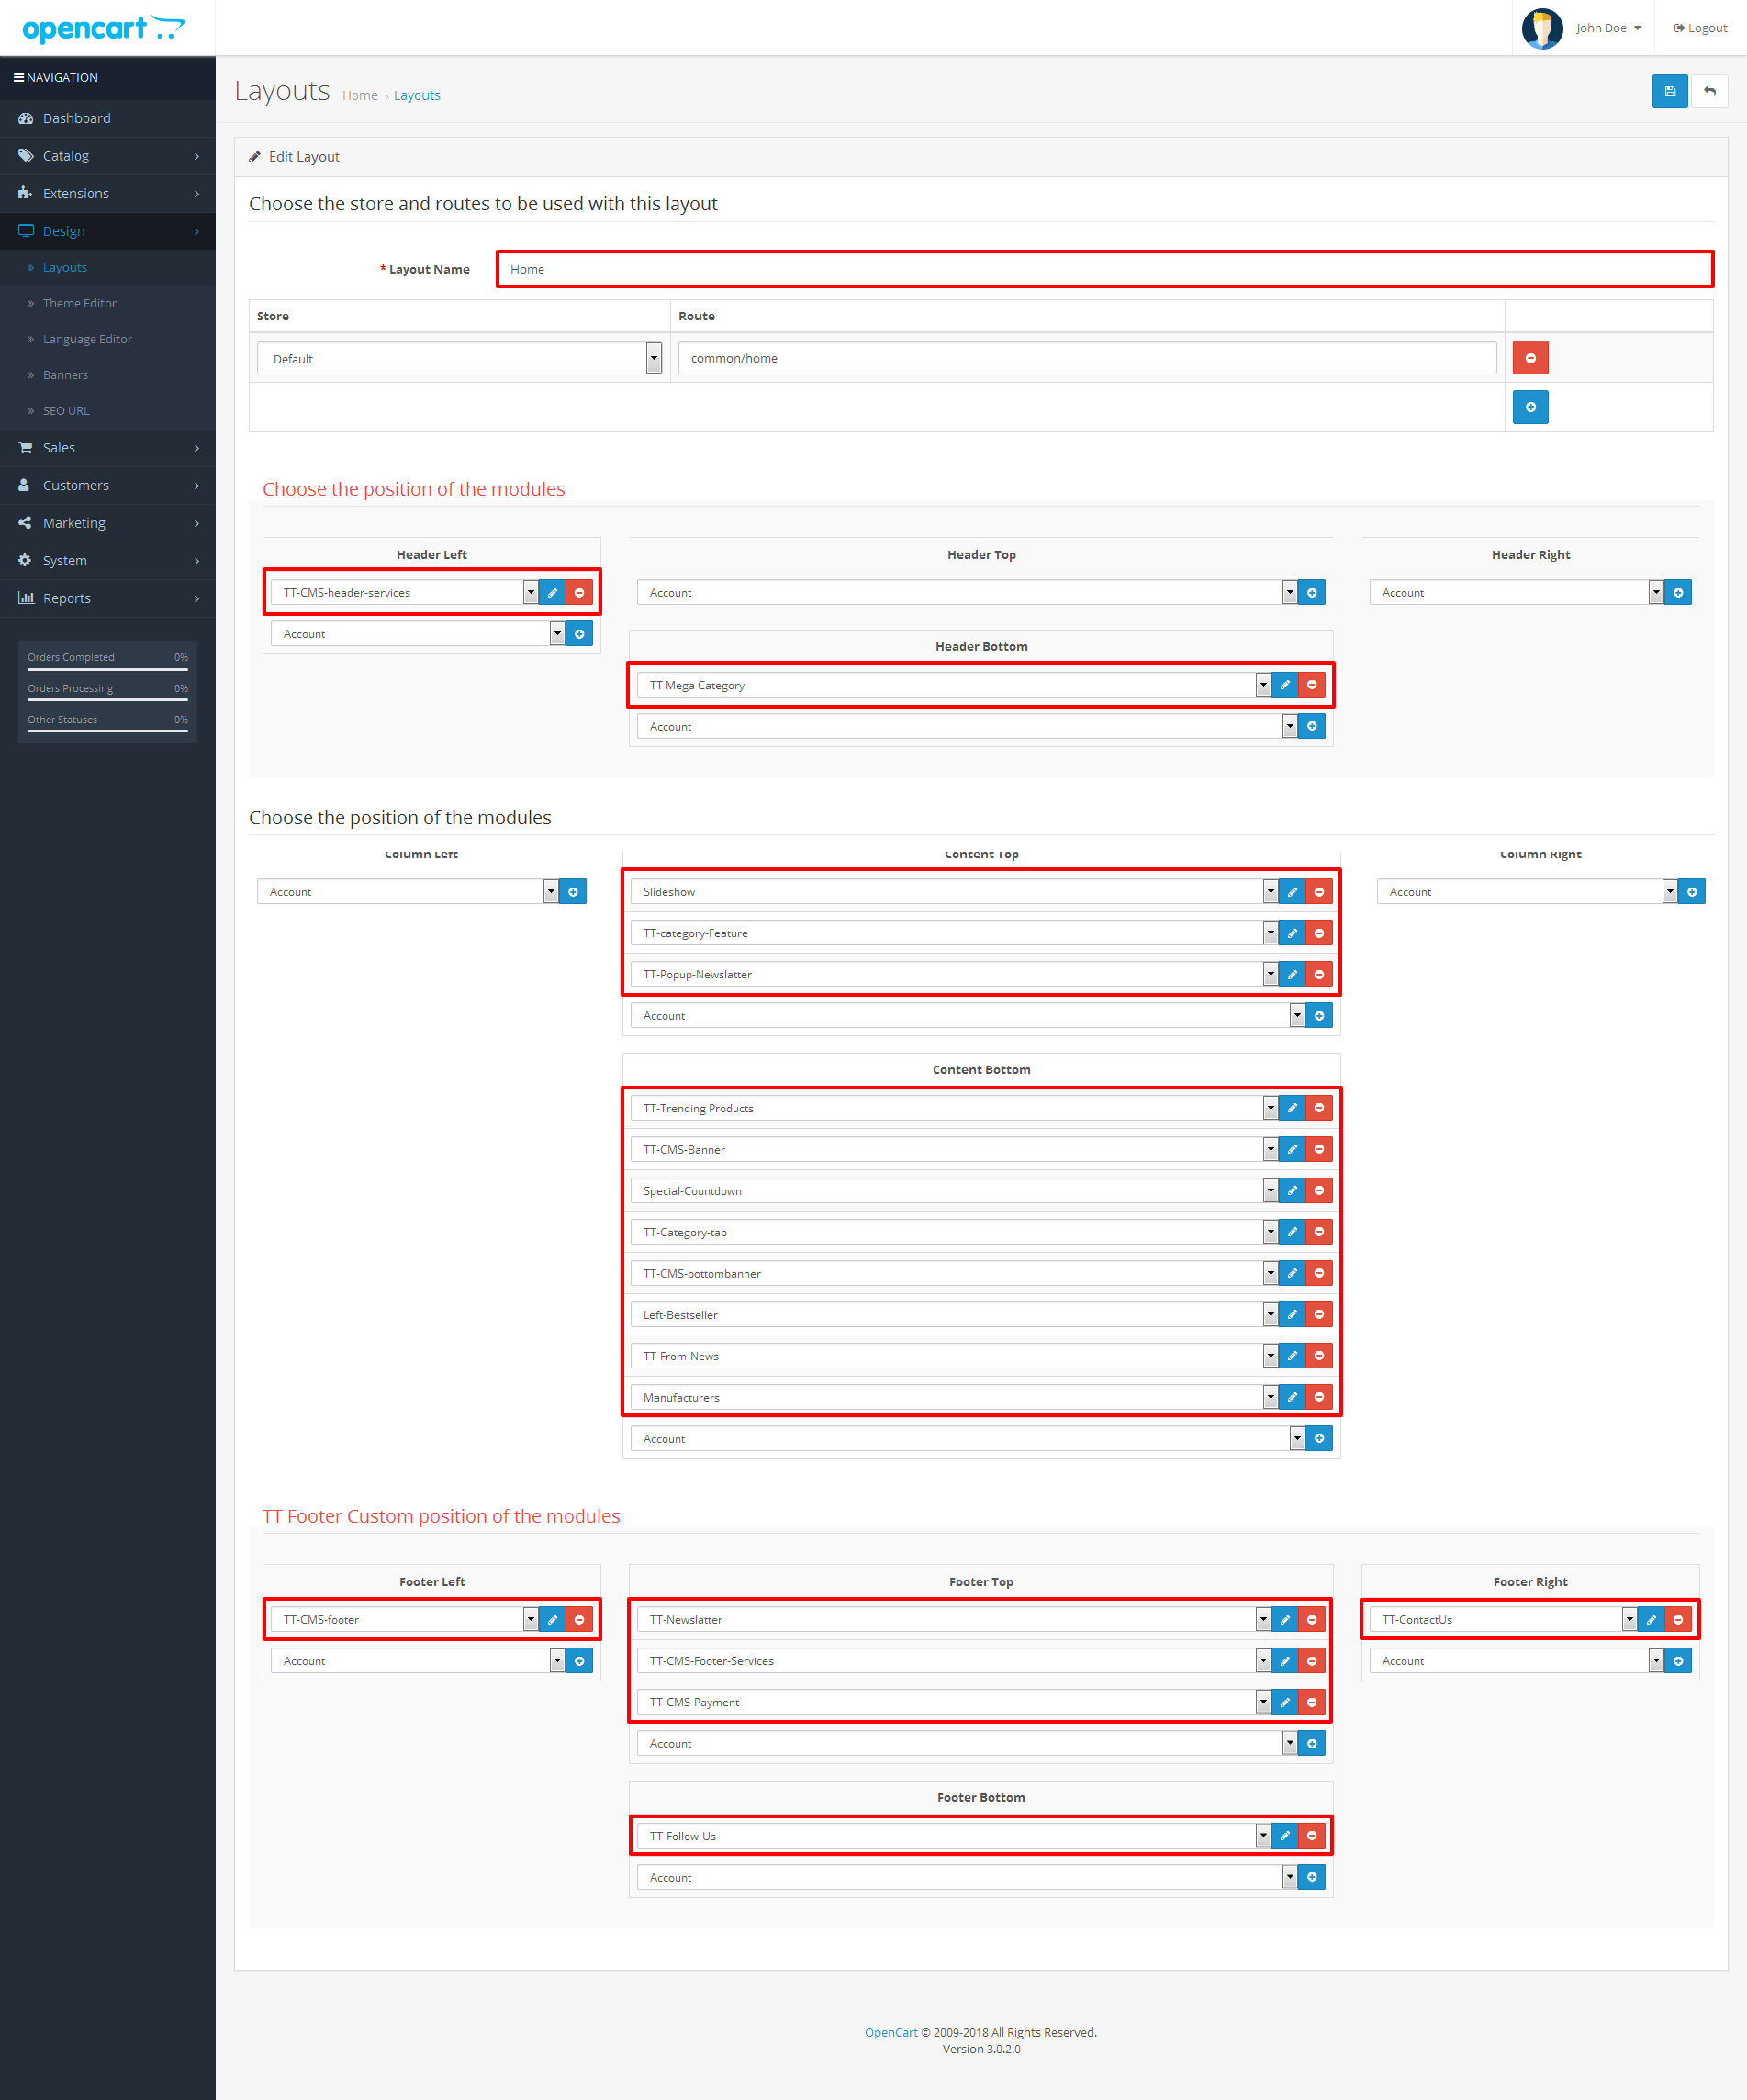 opencart
John Doe
Logout
NAVIGATION
Dashboard
Catalog
Extensions
Design
Layouts
Theme Editor
Language Editor
Banners
SEO URL
Sales
Customers
Marketing
System
Reports
Orders Completed 0%
Orders Processing 0%
Other Statuses 0%
Layouts Home › Layouts
Edit Layout
Choose the store and routes to be used with this layout
* Layout Name Home
Store Route
Default common/home
Choose the position of the modules
Header Left
TT-CMS-header-services
Account
Header Top
Account
Header Bottom
TT Mega Category
Account
Header Right
Account
Choose the position of the modules
Column Left
Account
Content Top
Slideshow
TT-category-Feature
TT-Popup-Newslatter
Account
Content Bottom
TT-Trending Products
TT-CMS-Banner
Special-Countdown
TT-Category-tab
TT-CMS-bottombanner
Left-Bestseller
TT-From-News
Manufacturers
Account
Column Right
Account
TT Footer Custom position of the modules
Footer Left
TT-CMS-footer
Account
Footer Top
TT-Newslatter
TT-CMS-Footer-Services
TT-CMS-Payment
Account
Footer Bottom
TT-Follow-Us
Account
Footer Right
TT-ContactUs
Account
OpenCart © 2009-2018 All Rights Reserved.
Version 3.0.2.0